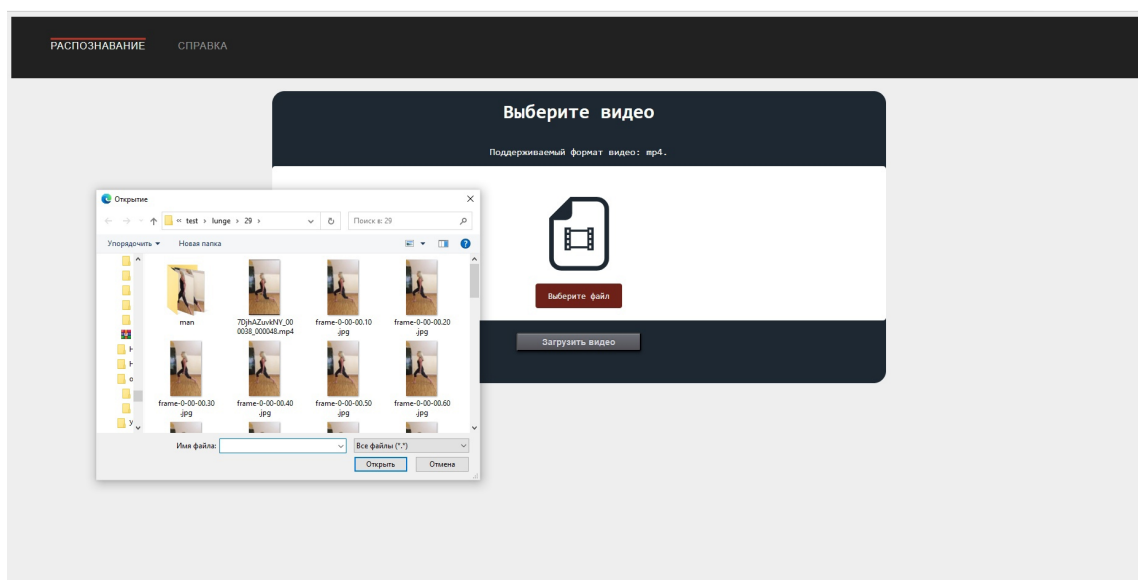 РАСПОЗНАВАНИЕ СПРАВКА
Выберите видео
Поддерживаемый формат видео: mp4.
Открытие
« test › lunge › 29 ›
Поиск в: 29
Упорядочить Новая папка
man
7DjhAZuvkNY_00
0038_000048.mp4
frame-0-00-00.10
.jpg
frame-0-00-00.20
.jpg
frame-0-00-00.30
.jpg
frame-0-00-00.40
.jpg
frame-0-00-00.50
.jpg
frame-0-00-00.60
.jpg
Имя файла:
Все файлы (*.*)
Открыть Отмена
Выберите файл
Загрузить видео